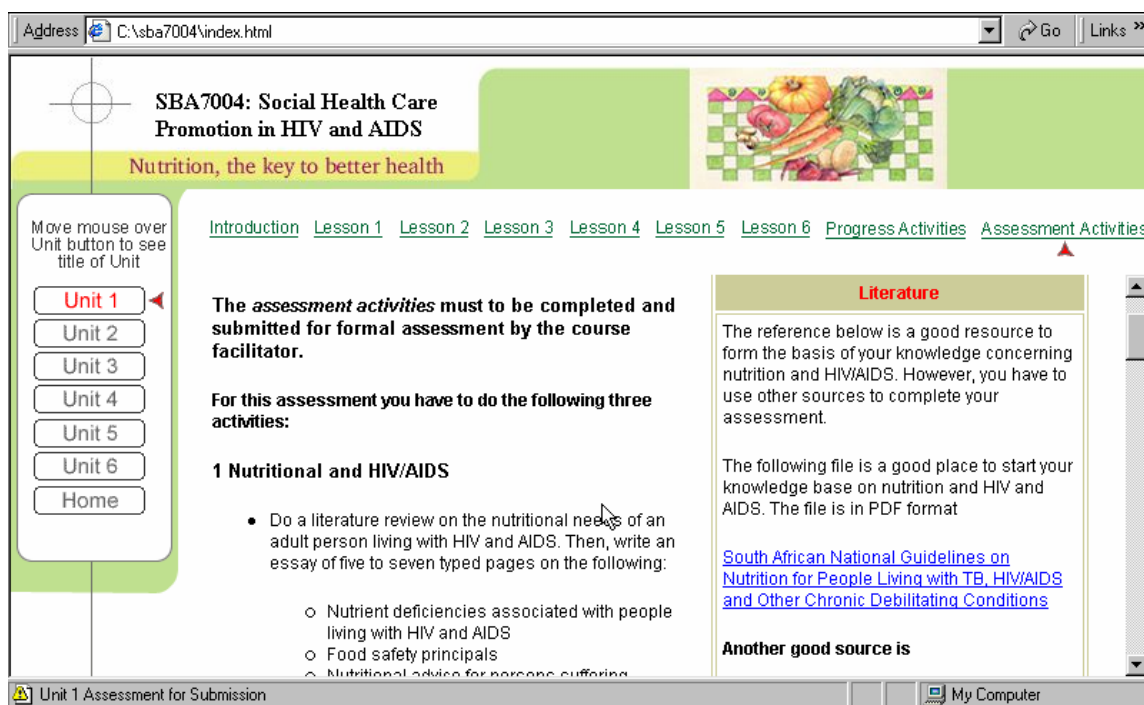 Address C:\sba7004\index.html Go Links »
SBA7004: Social Health Care
Promotion in HIV and AIDS
Nutrition, the key to better health
Move mouse over
Unit button to see
title of Unit
Unit 1
Unit 2
Unit 3
Unit 4
Unit 5
Unit 6
Home
Introduction Lesson 1 Lesson 2 Lesson 3 Lesson 4 Lesson 5 Lesson 6 Progress Activities Assessment Activities
The assessment activities must to be completed and
submitted for formal assessment by the course
facilitator.
For this assessment you have to do the following three
activities:
1 Nutritional and HIV/AIDS
● Do a literature review on the nutritional needs of an
adult person living with HIV and AIDS. Then, write an
essay of five to seven typed pages on the following:
○ Nutrient deficiencies associated with people
living with HIV and AIDS
○ Food safety principals
○ Nutritional advice for persons suffering
Literature
The reference below is a good resource to
form the basis of your knowledge concerning
nutrition and HIV/AIDS. However, you have to
use other sources to complete your
assessment.
The following file is a good place to start your
knowledge base on nutrition and HIV and
AIDS. The file is in PDF format
South African National Guidelines on
Nutrition for People Living with TB, HIV/AIDS
and Other Chronic Debilitating Conditions
Another good source is
Unit 1 Assessment for Submission
My Computer